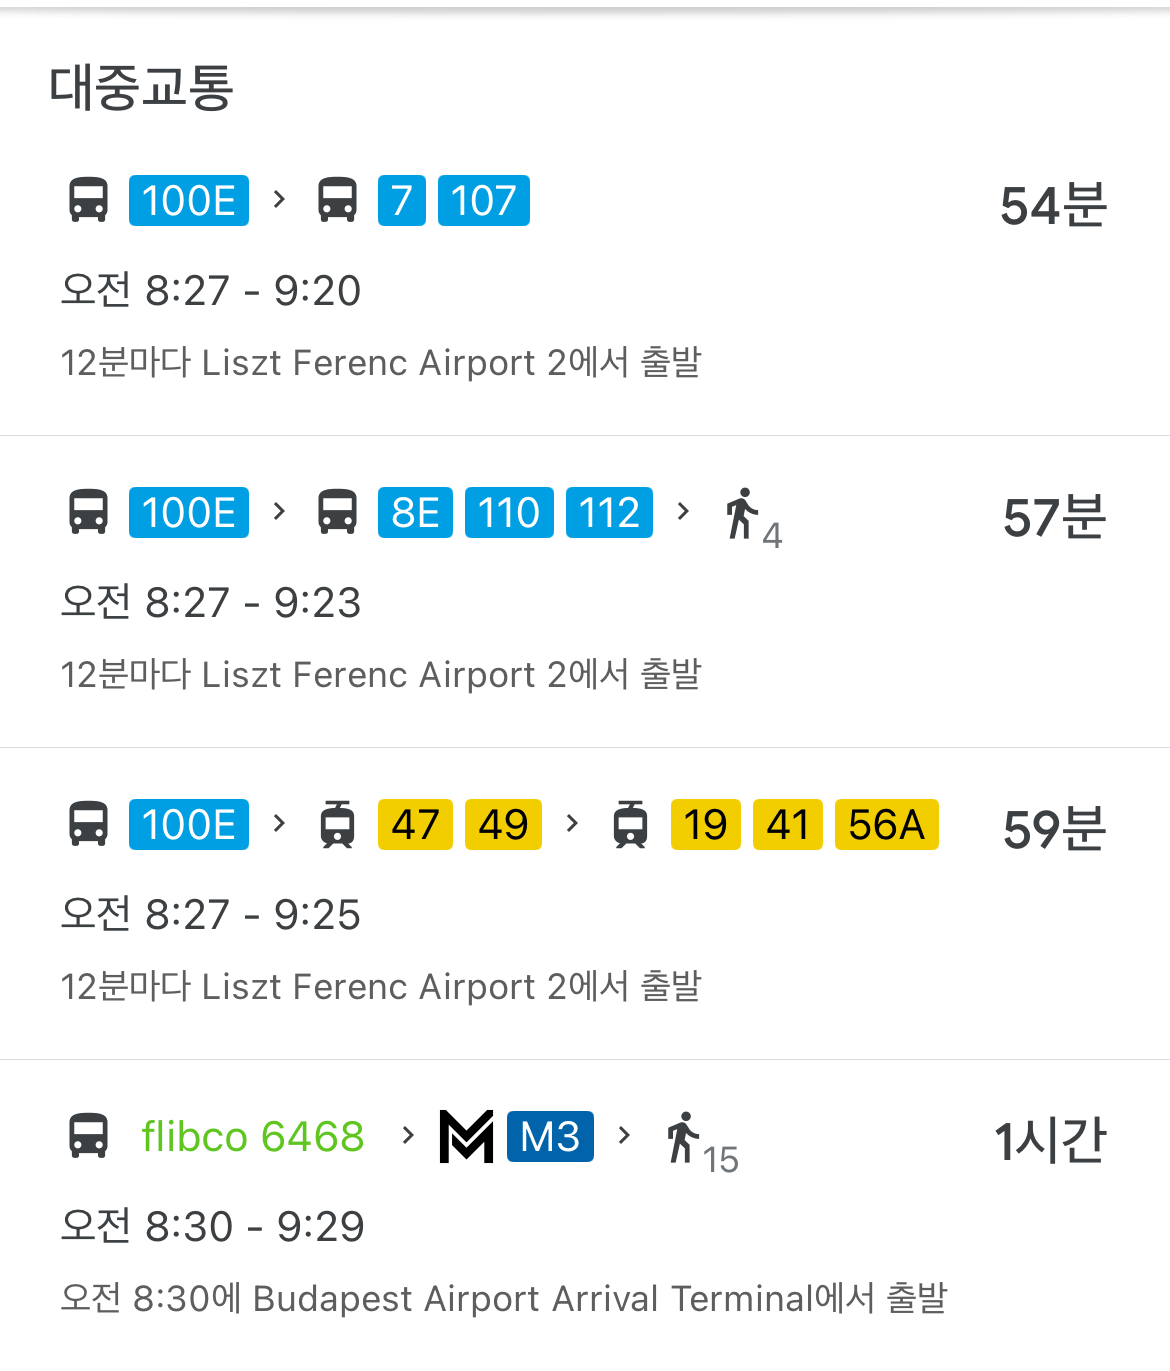 대중교통
100E > 7 107 54분
오전 8:27 - 9:20
12분마다 Liszt Ferenc Airport 2에서 출발
100E > 8E 110 112 > 4 57분
오전 8:27 - 9:23
12분마다 Liszt Ferenc Airport 2에서 출발
100E > 47 49 > 19 41 56A 59분
오전 8:27 - 9:25
12분마다 Liszt Ferenc Airport 2에서 출발
flibco 6468 > M M3 > 15 1시간
오전 8:30 - 9:29
오전 8:30에 Budapest Airport Arrival Terminal에서 출발